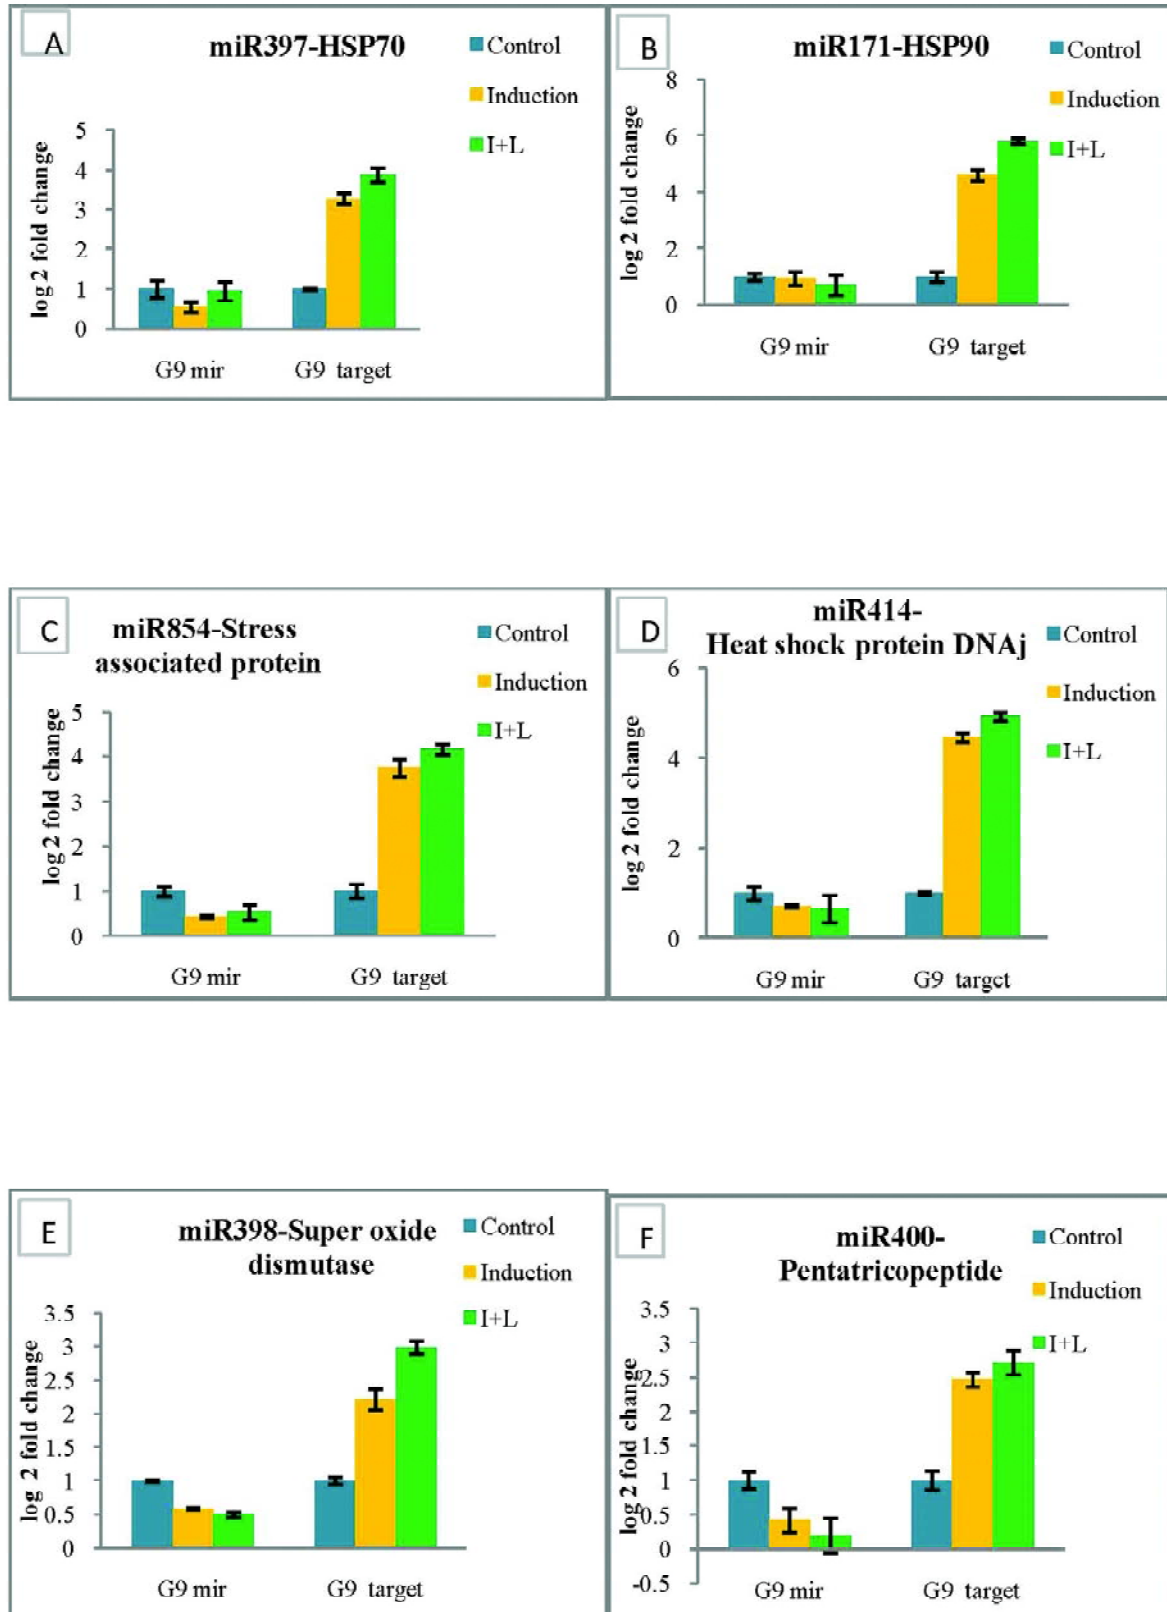 A
miR397-HSP70
Control
Induction
I+L
log 2 fold change
5
4
3
2
1
0
G9 mir
G9 target
B
miR171-HSP90
Control
Induction
I+L
log 2 fold change
8
6
4
2
0
G9 mir
G9 target
C
miR854-Stress
associated protein
Control
Induction
I+L
log 2 fold change
5
4
3
2
1
0
G9 mir
G9 target
D
miR414-
Heat shock protein DNAj
Control
Induction
I+L
log 2 fold change
6
4
2
0
G9 mir
G9 target
E
miR398-Super oxide
dismutase
Control
Induction
I+L
log 2 fold change
3.5
3
2.5
2
1.5
1
0.5
0
G9 mir
G9 target
F
miR400-
Pentatricopeptide
Control
Induction
I+L
log 2 fold change
3.5
3
2.5
2
1.5
1
0.5
0
-0.5
G9 mir
G9 target